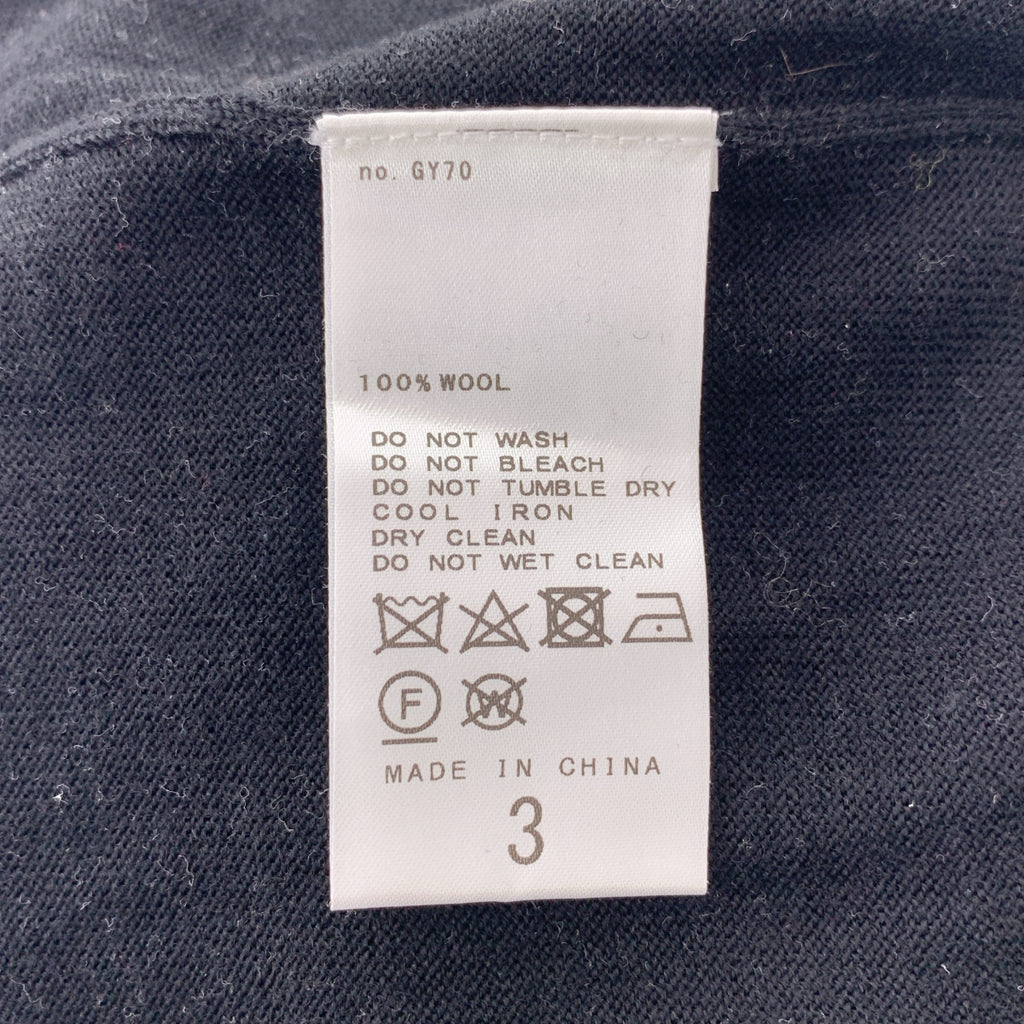 no. GY70
100% WOOL
DO NOT WASH
DO NOT BLEACH
DO NOT TUMBLE DRY
COOL IRON
DRY CLEAN
DO NOT WET CLEAN
F W
MADE IN CHINA
3